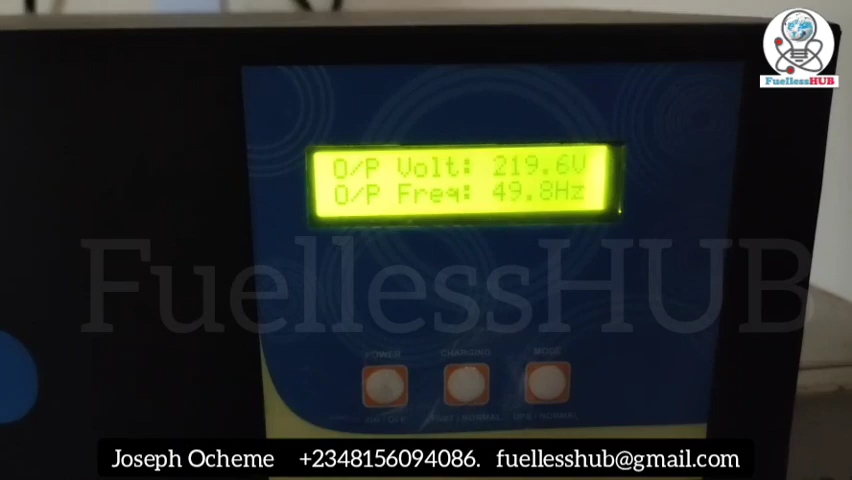 FuellessHUB
O/P Volt: 219.6V
O/P Freq: 49.8Hz
FuellessHUB
POWER CHARGING MODE
ON / OFF FAST / NORMAL UPS / NORMAL
Joseph Ocheme +2348156094086. fuellesshub@gmail.com